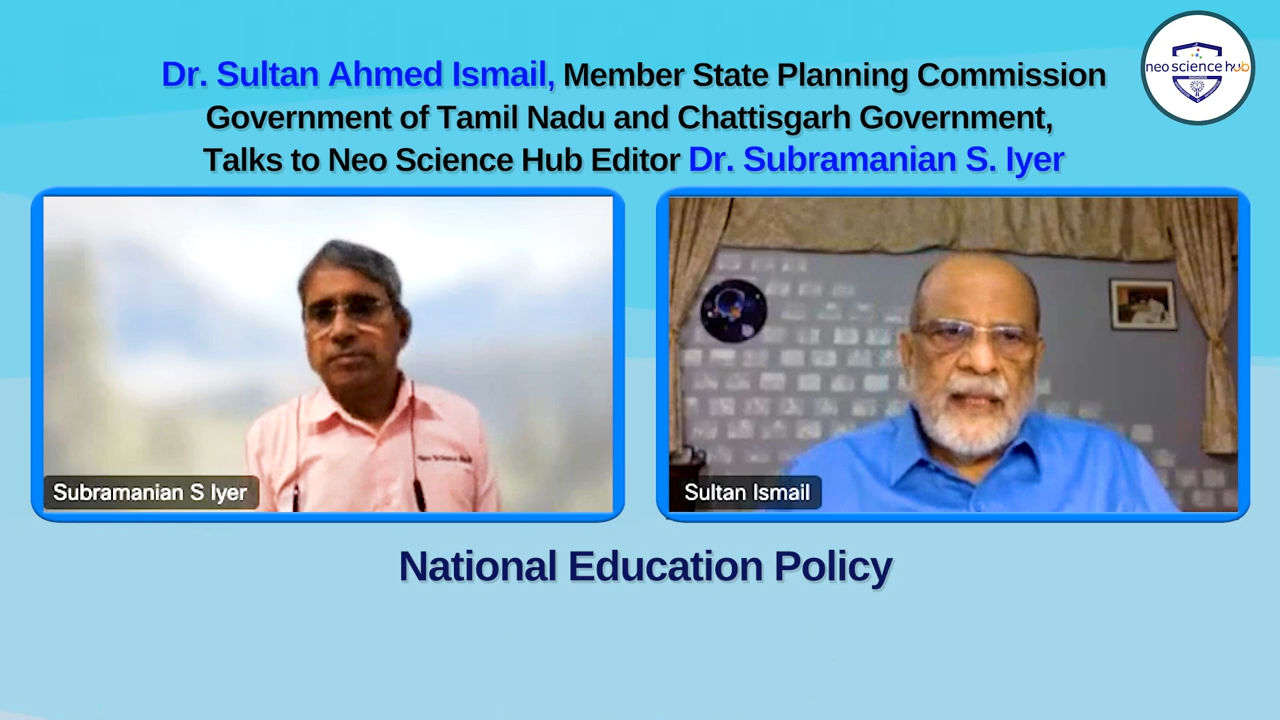 Dr. Sultan Ahmed Ismail, Member State Planning Commission
Government of Tamil Nadu and Chattisgarh Government,
Talks to Neo Science Hub Editor Dr. Subramanian S. Iyer
neo science hub
Subramanian S Iyer
Sultan Ismail
National Education Policy